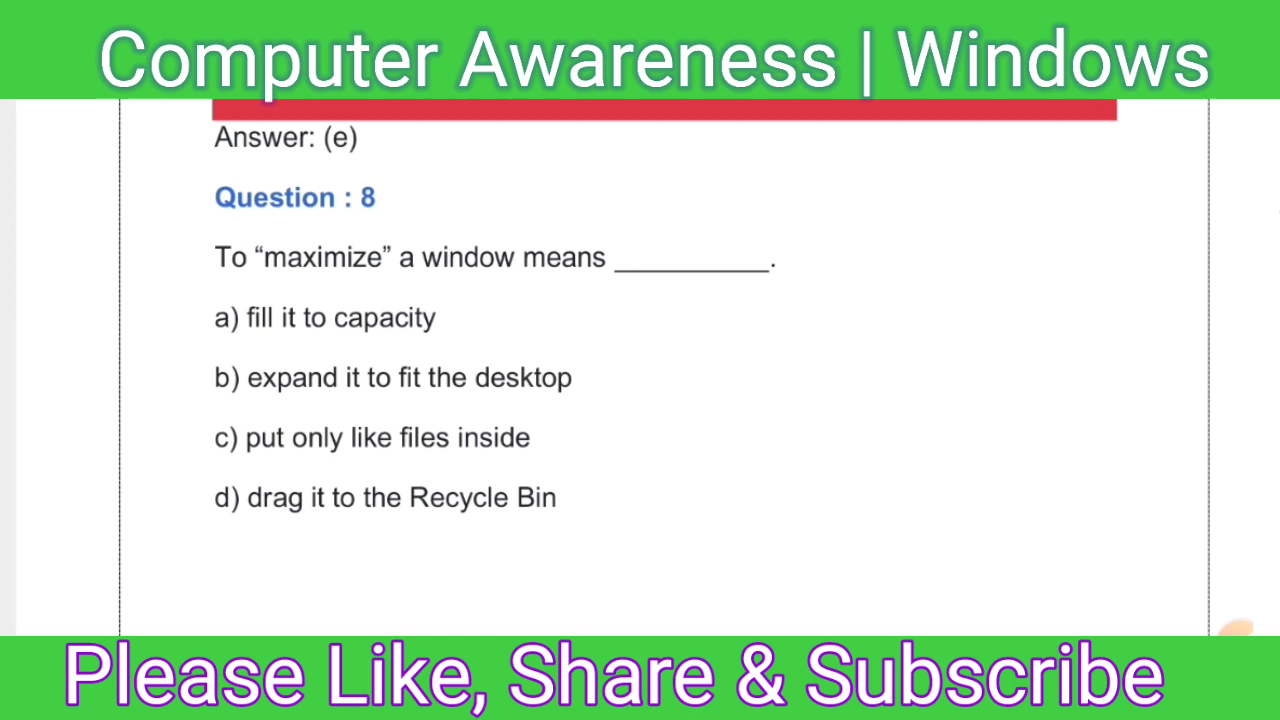 Computer Awareness | Windows
Answer: (e)
Question : 8
To “maximize” a window means __________.
a) fill it to capacity
b) expand it to fit the desktop
c) put only like files inside
d) drag it to the Recycle Bin
Please Like, Share & Subscribe